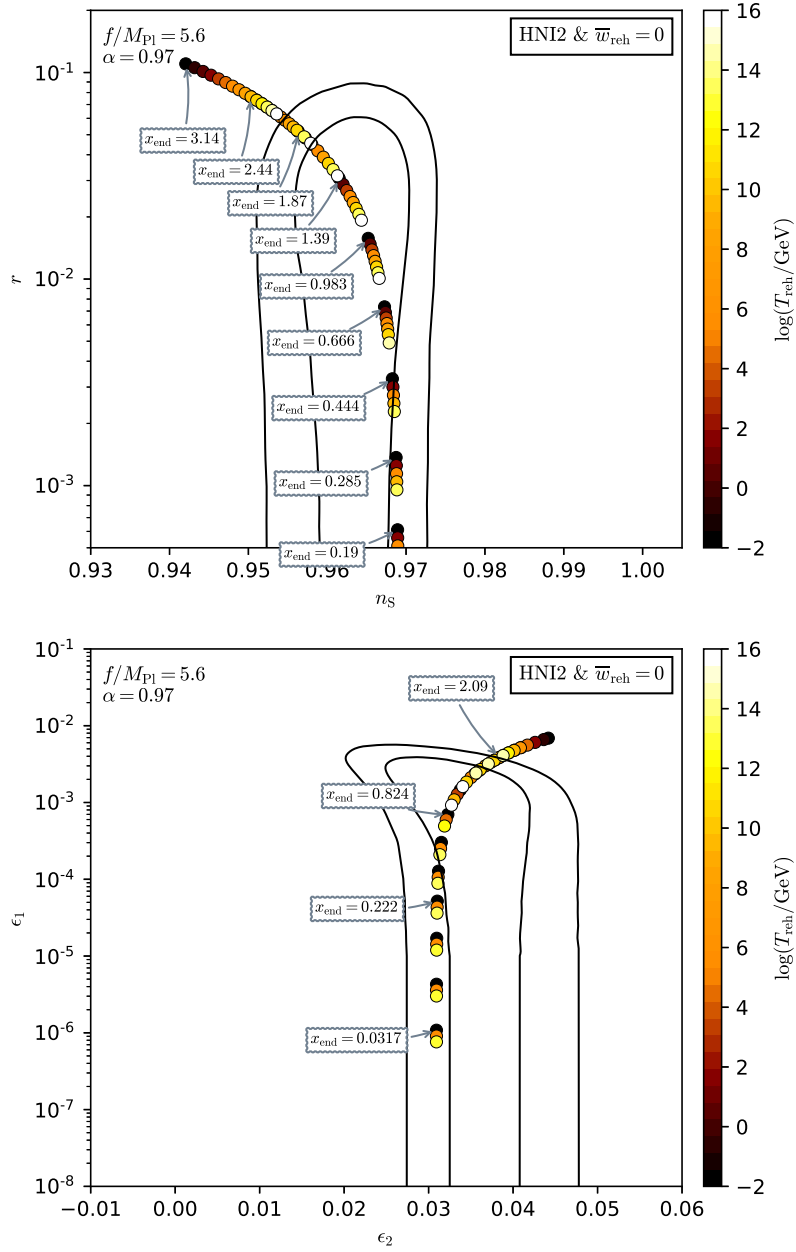 f/M_Pl = 5.6
α = 0.97
HNI2 & w̅_reh = 0
10⁻¹
10⁻²
10⁻³
r
x_end = 3.14
x_end = 2.44
x_end = 1.87
x_end = 1.39
x_end = 0.983
x_end = 0.666
x_end = 0.444
x_end = 0.285
x_end = 0.19
0.93 0.94 0.95 0.96 0.97 0.98 0.99 1.00
n_S
16
14
12
10
8
6
4
2
0
−2
log(T_reh/GeV)
f/M_Pl = 5.6
α = 0.97
HNI2 & w̅_reh = 0
10⁻¹
10⁻²
10⁻³
10⁻⁴
10⁻⁵
10⁻⁶
10⁻⁷
10⁻⁸
ϵ₁
x_end = 2.09
x_end = 0.824
x_end = 0.222
x_end = 0.0317
−0.01 0.00 0.01 0.02 0.03 0.04 0.05 0.06
ϵ₂
16
14
12
10
8
6
4
2
0
−2
log(T_reh/GeV)